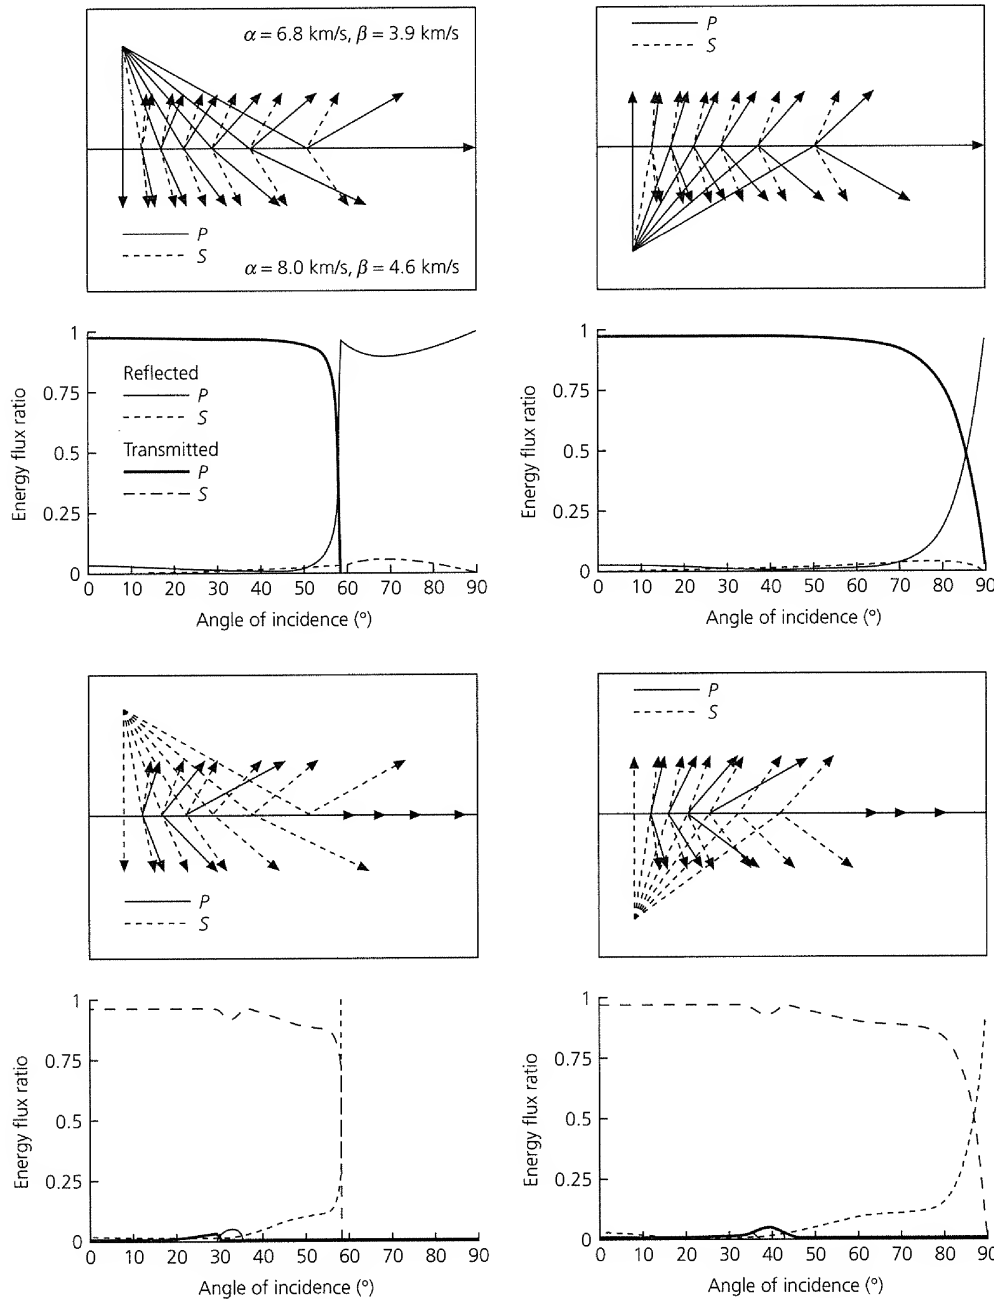 α = 6.8 km/s, β = 3.9 km/s
P
S
α = 8.0 km/s, β = 4.6 km/s
P
S
Energy flux ratio
1
0.75
0.5
0.25
0
Reflected
P
S
Transmitted
P
S
0 10 20 30 40 50 60 70 80 90
Angle of incidence (°)
Energy flux ratio
1
0.75
0.5
0.25
0
0 10 20 30 40 50 60 70 80 90
Angle of incidence (°)
P
S
P
S
Energy flux ratio
1
0.75
0.5
0.25
0
0 10 20 30 40 50 60 70 80 90
Angle of incidence (°)
Energy flux ratio
1
0.75
0.5
0.25
0
0 10 20 30 40 50 60 70 80 90
Angle of incidence (°)